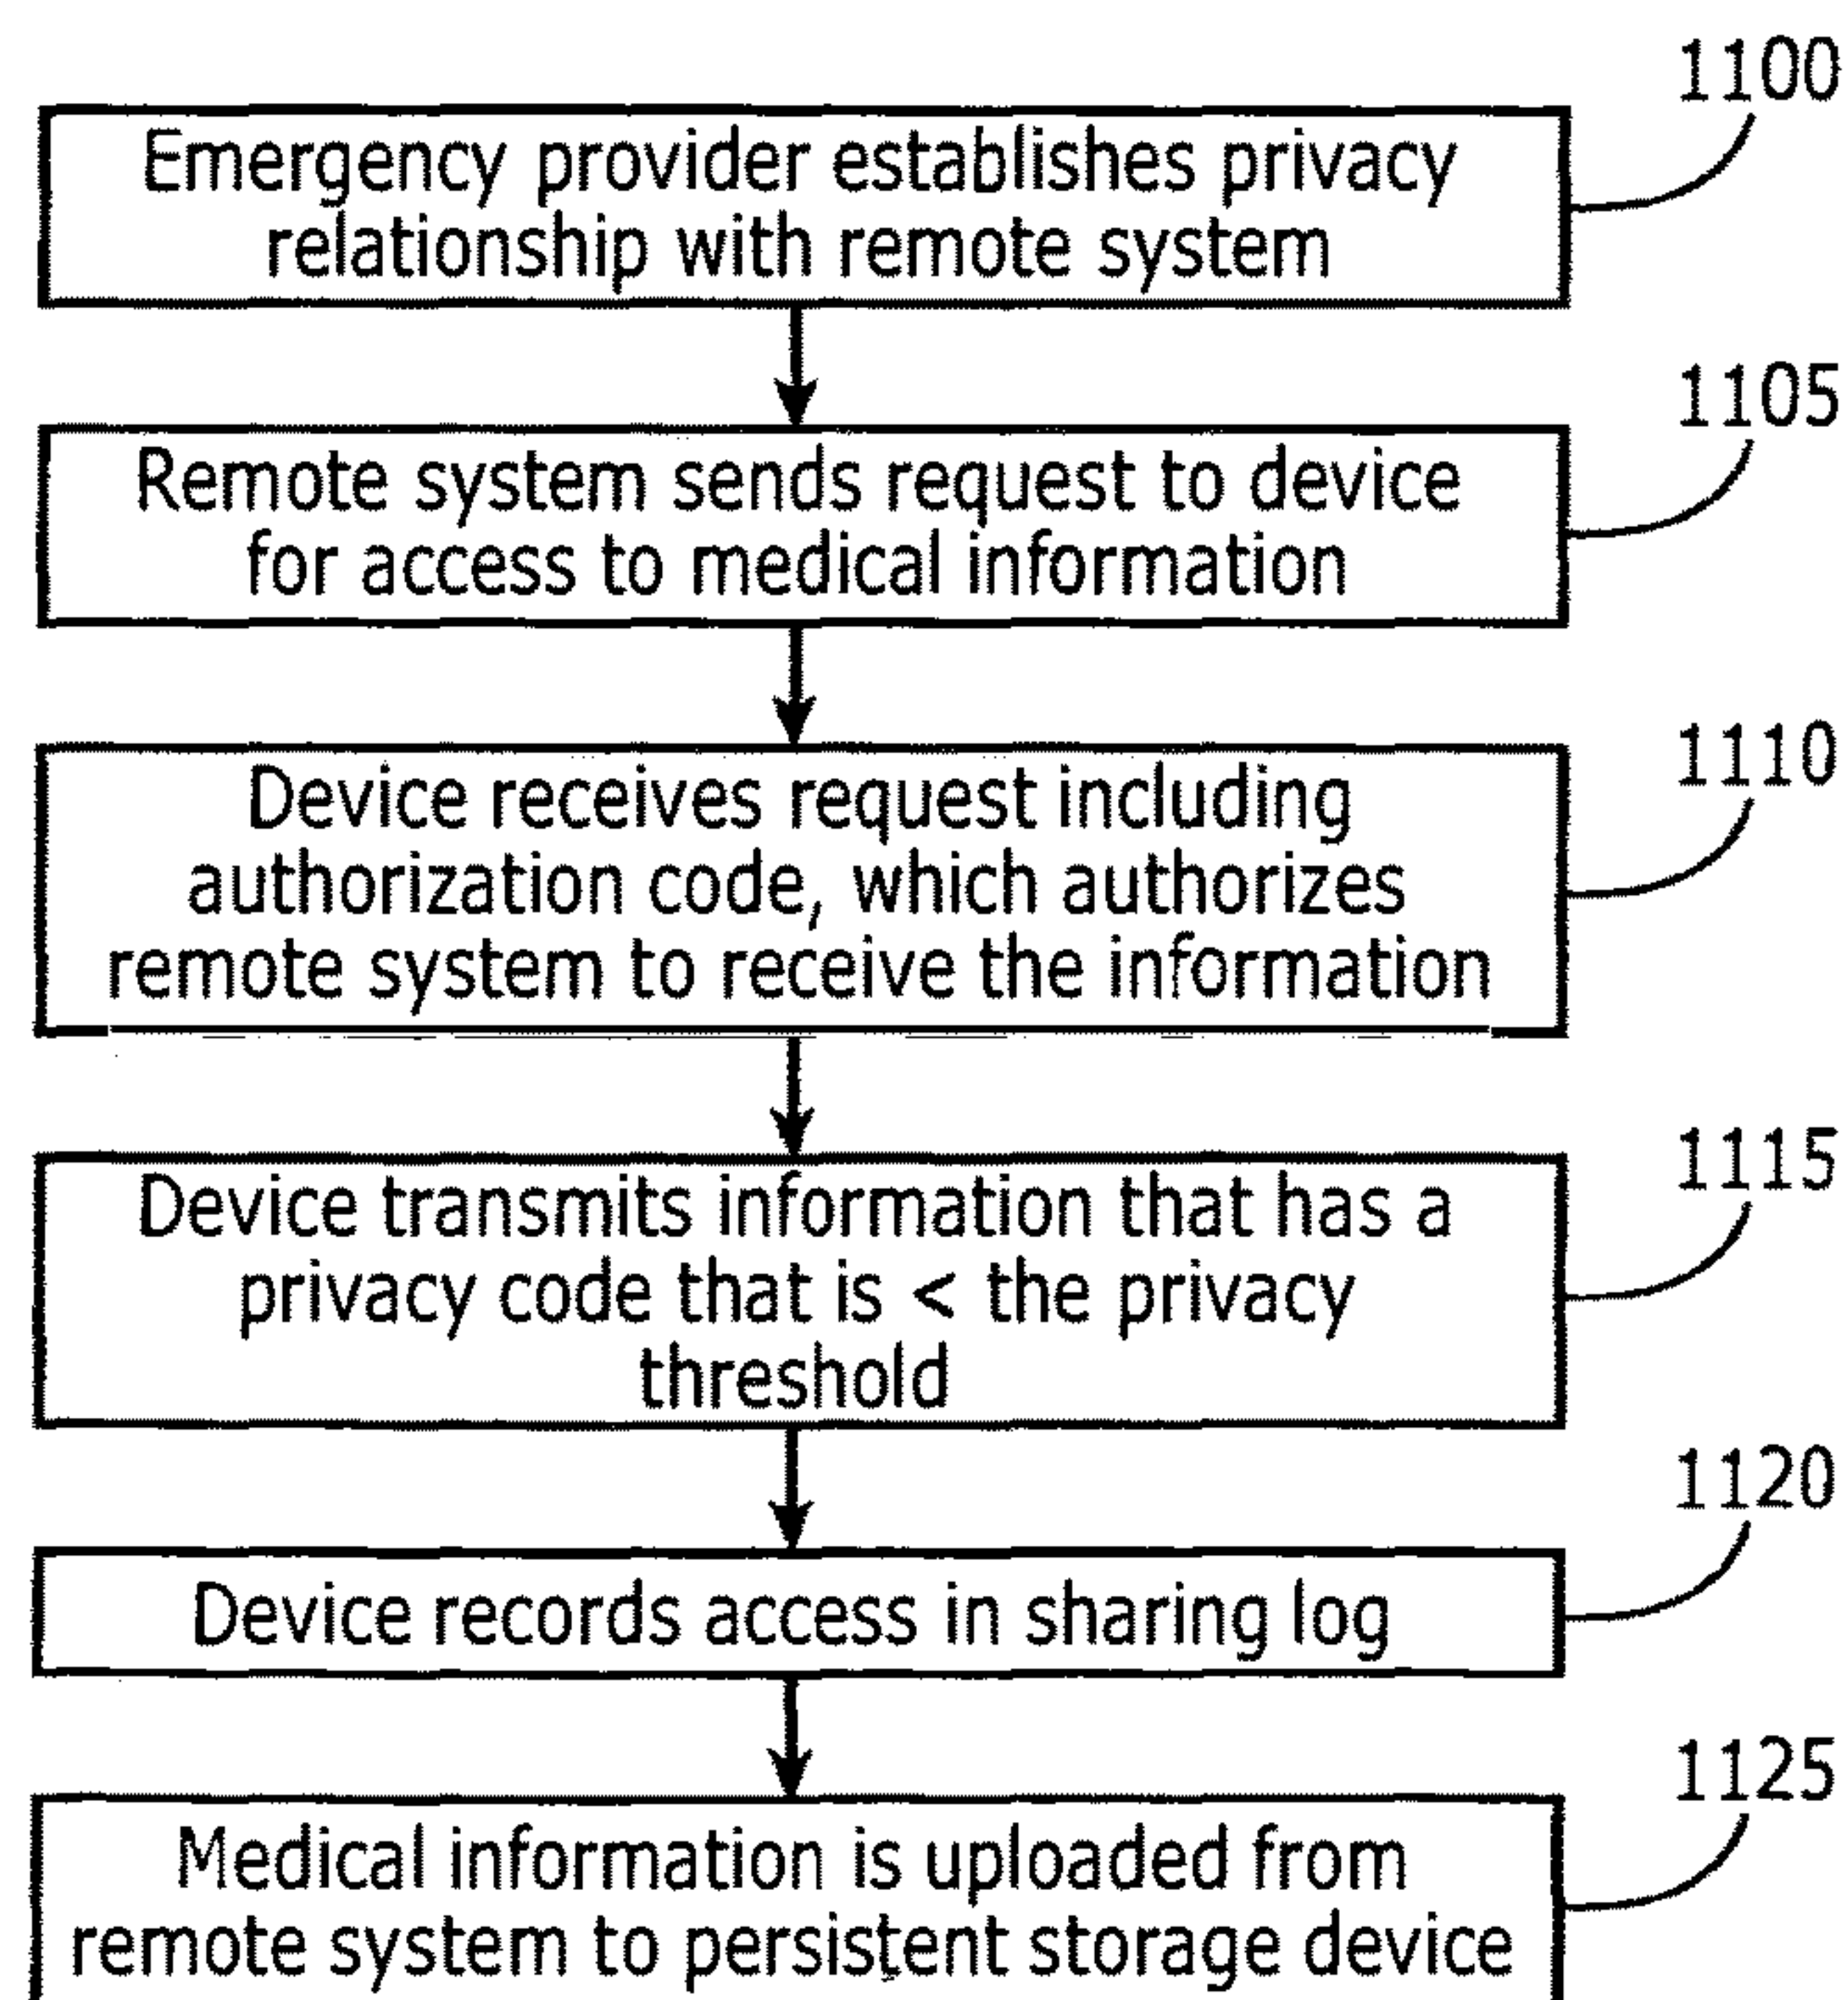 1100
Emergency provider establishes privacy
relationship with remote system
1105
Remote system sends request to device
for access to medical information
1110
Device receives request including
authorization code, which authorizes
remote system to receive the information
1115
Device transmits information that has a
privacy code that is < the privacy
threshold
1120
Device records access in sharing log
1125
Medical information is uploaded from
remote system to persistent storage device